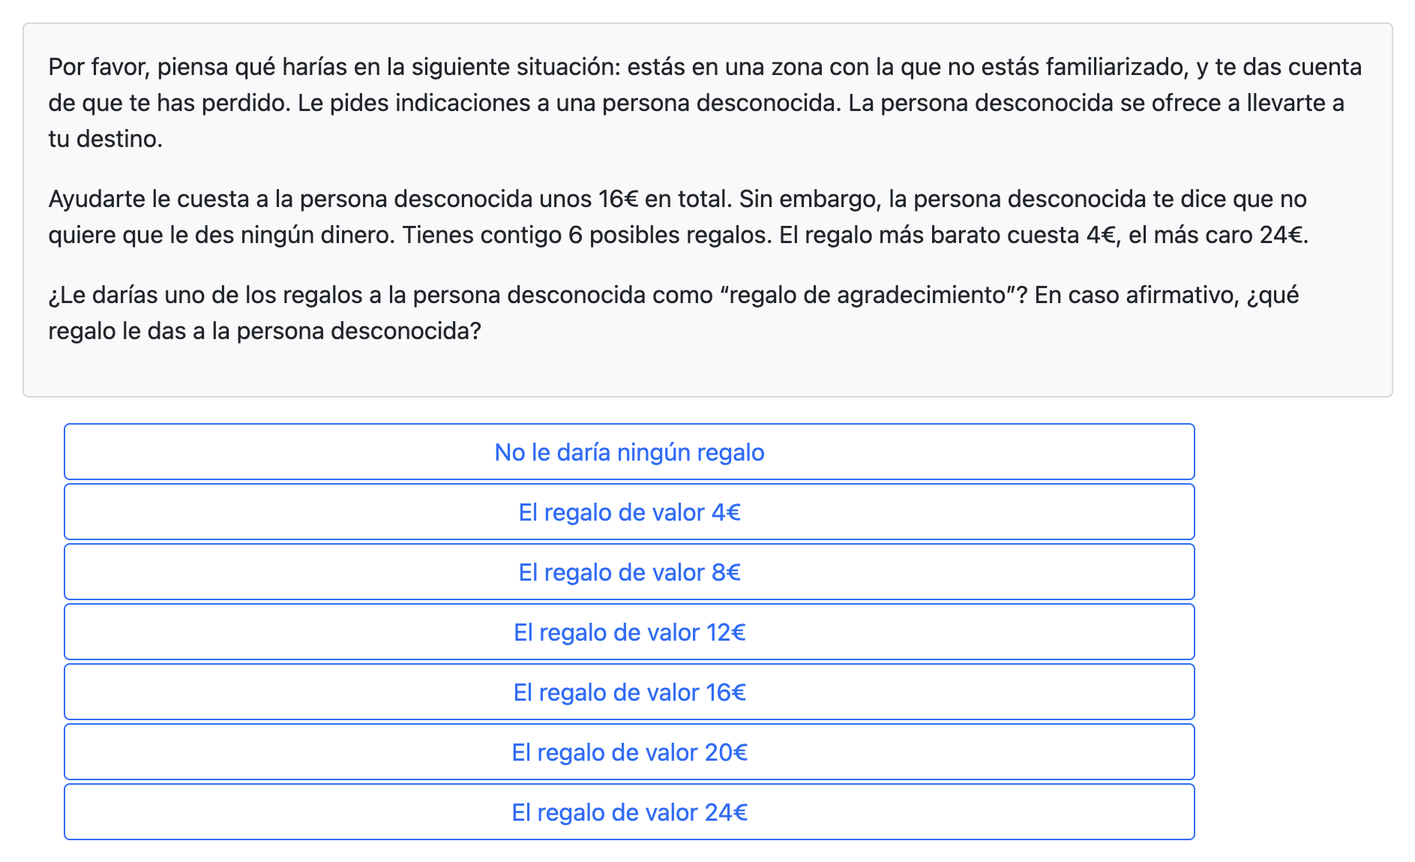 Por favor, piensa qué harías en la siguiente situación: estás en una zona con la que no estás familiarizado, y te das cuenta
de que te has perdido. Le pides indicaciones a una persona desconocida. La persona desconocida se ofrece a llevarte a
tu destino.
Ayudarte le cuesta a la persona desconocida unos 16€ en total. Sin embargo, la persona desconocida te dice que no
quiere que le des ningún dinero. Tienes contigo 6 posibles regalos. El regalo más barato cuesta 4€, el más caro 24€.
¿Le darías uno de los regalos a la persona desconocida como “regalo de agradecimiento”? En caso afirmativo, ¿qué
regalo le das a la persona desconocida?
No le daría ningún regalo
El regalo de valor 4€
El regalo de valor 8€
El regalo de valor 12€
El regalo de valor 16€
El regalo de valor 20€
El regalo de valor 24€